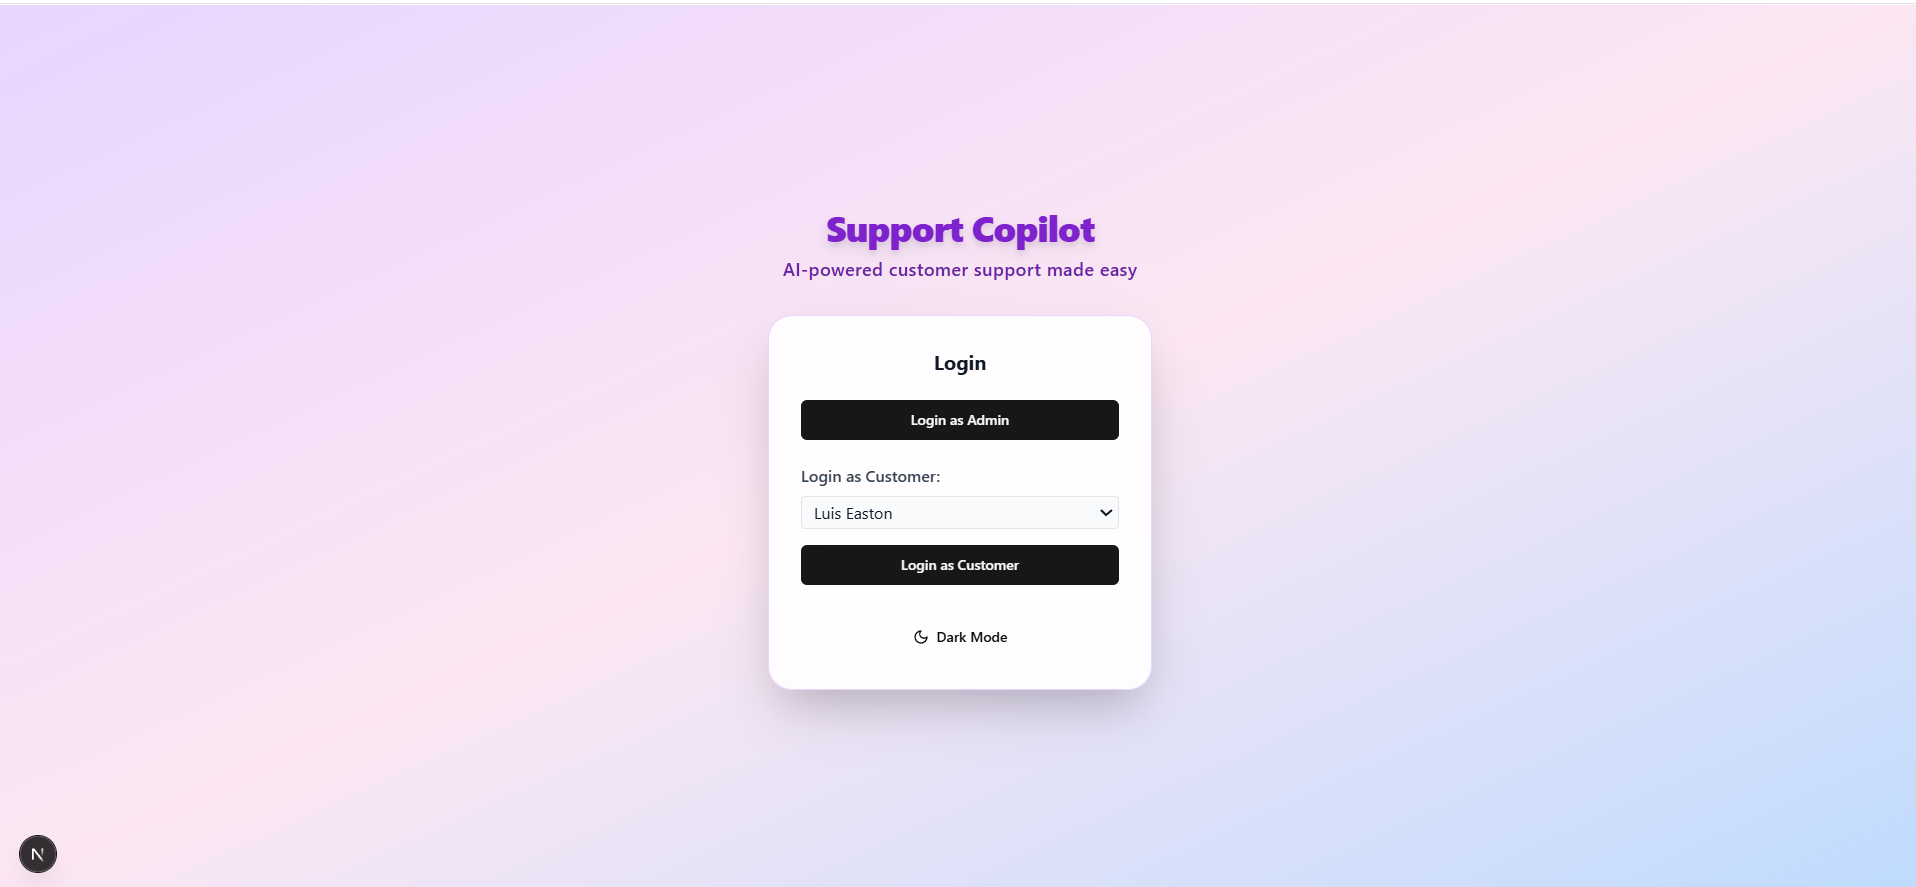 Support Copilot
AI-powered customer support made easy
Login
Login as Admin
Login as Customer:
Luis Easton
Login as Customer
Dark Mode
N